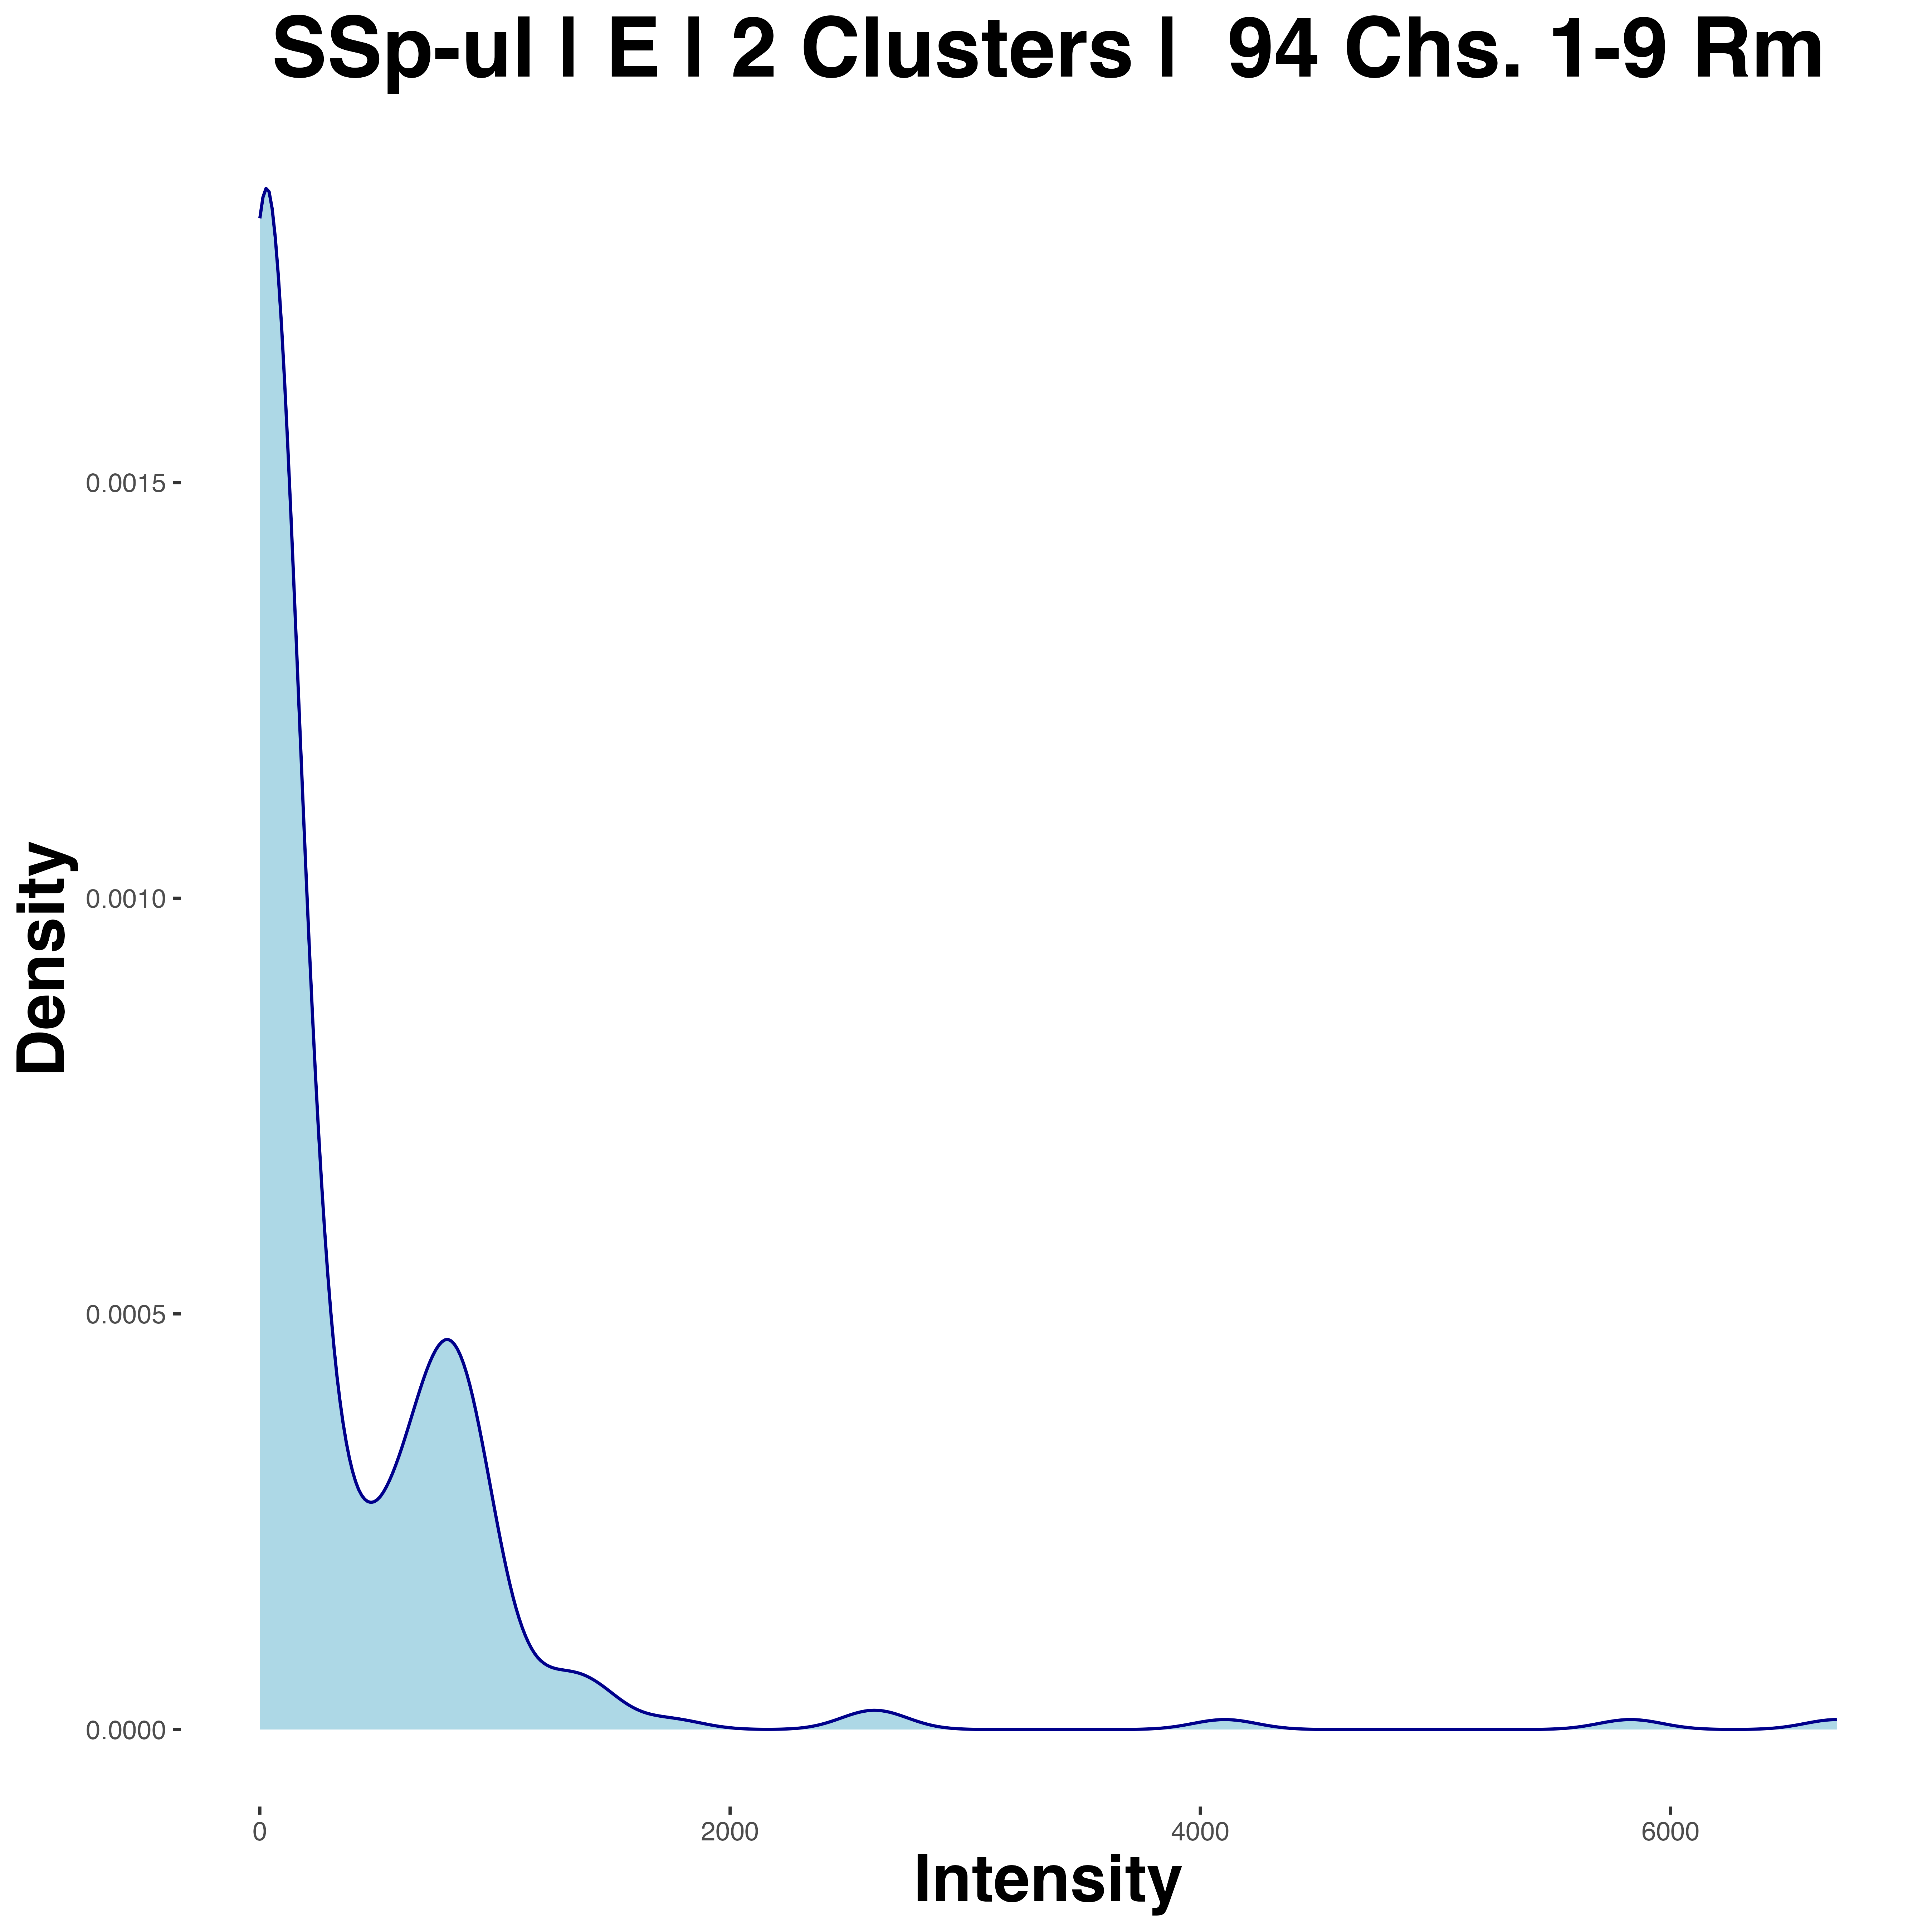 SSp-ul | E | 2 Clusters | 94 Chs. 1-9 Rm
0.0015
0.0010
0.0005
0.0000
Density
0 2000 4000 6000
Intensity